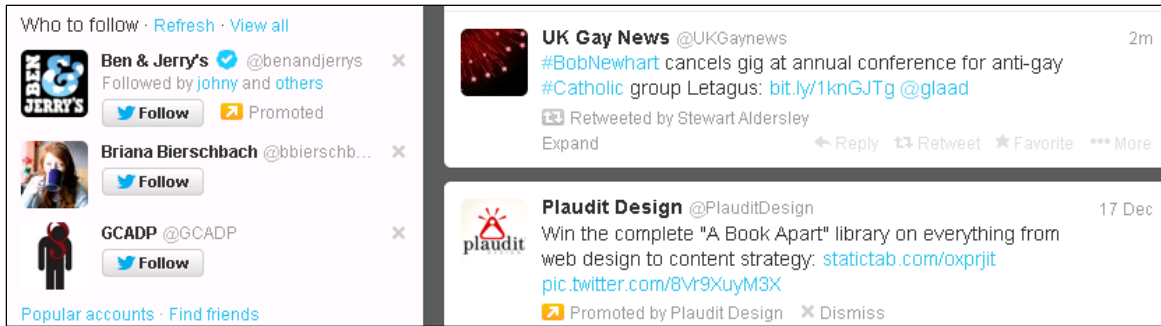 Who to follow · Refresh · View all
BEN & JERRY'S
Ben & Jerry's @benandjerrys
Followed by johny and others
Follow Promoted
Briana Bierschbach @bbierschb...
Follow
GCADP @GCADP
Follow
Popular accounts · Find friends
UK Gay News @UKGaynews 2m
#BobNewhart cancels gig at annual conference for anti-gay
#Catholic group Letagus: bit.ly/1knGJTg @glaad
Retweeted by Stewart Aldersley
Expand Reply Retweet Favorite More
plaudit
DESIGN
Plaudit Design @PlauditDesign 17 Dec
Win the complete "A Book Apart" library on everything from
web design to content strategy: statictab.com/oxprjit
pic.twitter.com/8Vr9XuyM3X
Promoted by Plaudit Design Dismiss